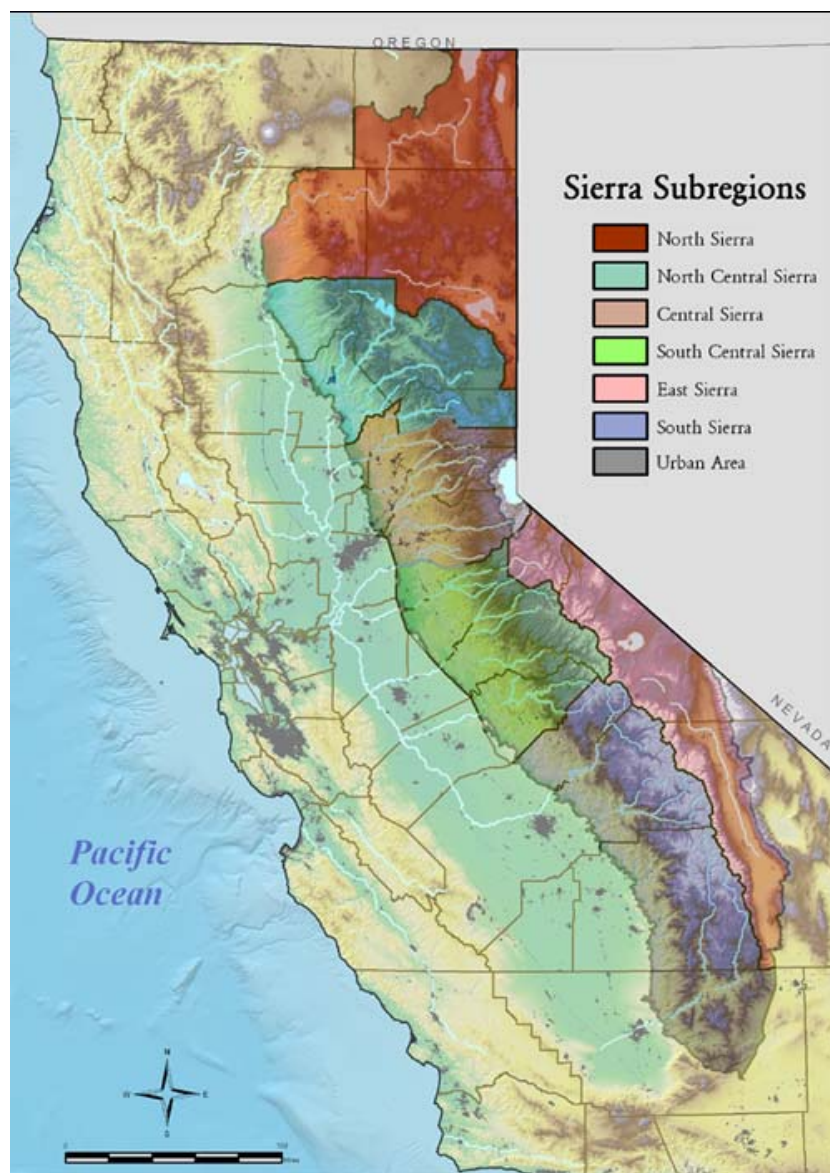 OREGON
Sierra Subregions
North Sierra
North Central Sierra
Central Sierra
South Central Sierra
East Sierra
South Sierra
Urban Area
NEVADA
Pacific
Ocean
N
W
E
S
0